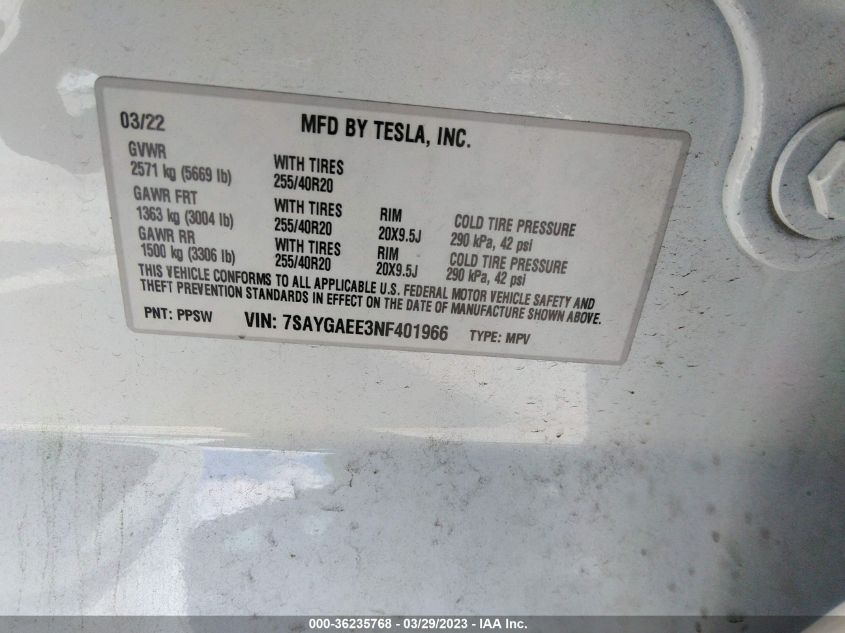 03/22 MFD BY TESLA, INC.
GVWR
2571 kg (5669 lb) WITH TIRES 255/40R20
GAWR FRT
1363 kg (3004 lb) WITH TIRES 255/40R20 RIM 20X9.5J COLD TIRE PRESSURE 290 kPa, 42 psi
GAWR RR
1500 kg (3306 lb) WITH TIRES 255/40R20 RIM 20X9.5J COLD TIRE PRESSURE 290 kPa, 42 psi
THIS VEHICLE CONFORMS TO ALL APPLICABLE U.S. FEDERAL MOTOR VEHICLE SAFETY AND
THEFT PREVENTION STANDARDS IN EFFECT ON THE DATE OF MANUFACTURE SHOWN ABOVE.
PNT: PPSW VIN: 7SAYGAEE3NF401966 TYPE: MPV
000-36235768 - 03/29/2023 - IAA Inc.